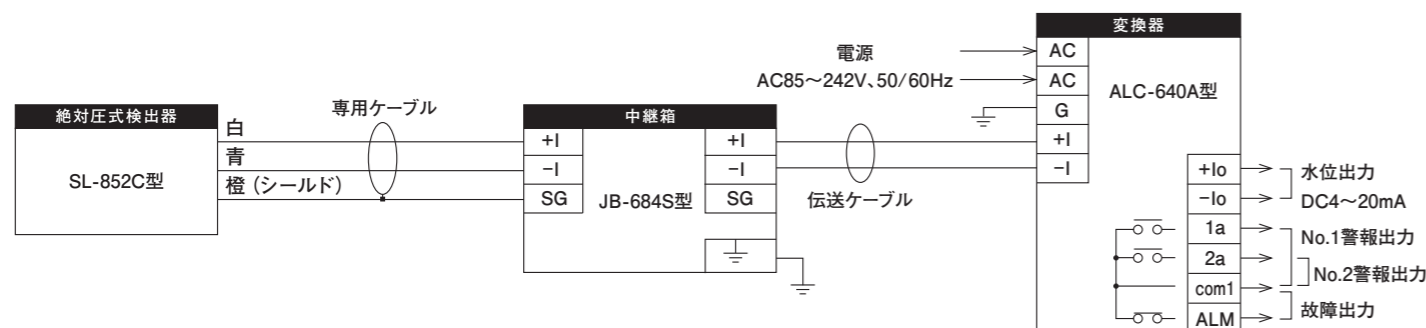 変換器
電源
AC
AC85～242V、50/60Hz
AC
ALC-640A型
G
+I
-I
絶対圧式検出器
SL-852C型
白
青
橙（シールド）
専用ケーブル
中継箱
+I
-I
SG
JB-684S型
+I
-I
SG
伝送ケーブル
+Io
-Io
1a
2a
com1
ALM
水位出力
DC4～20mA
No.1警報出力
No.2警報出力
故障出力